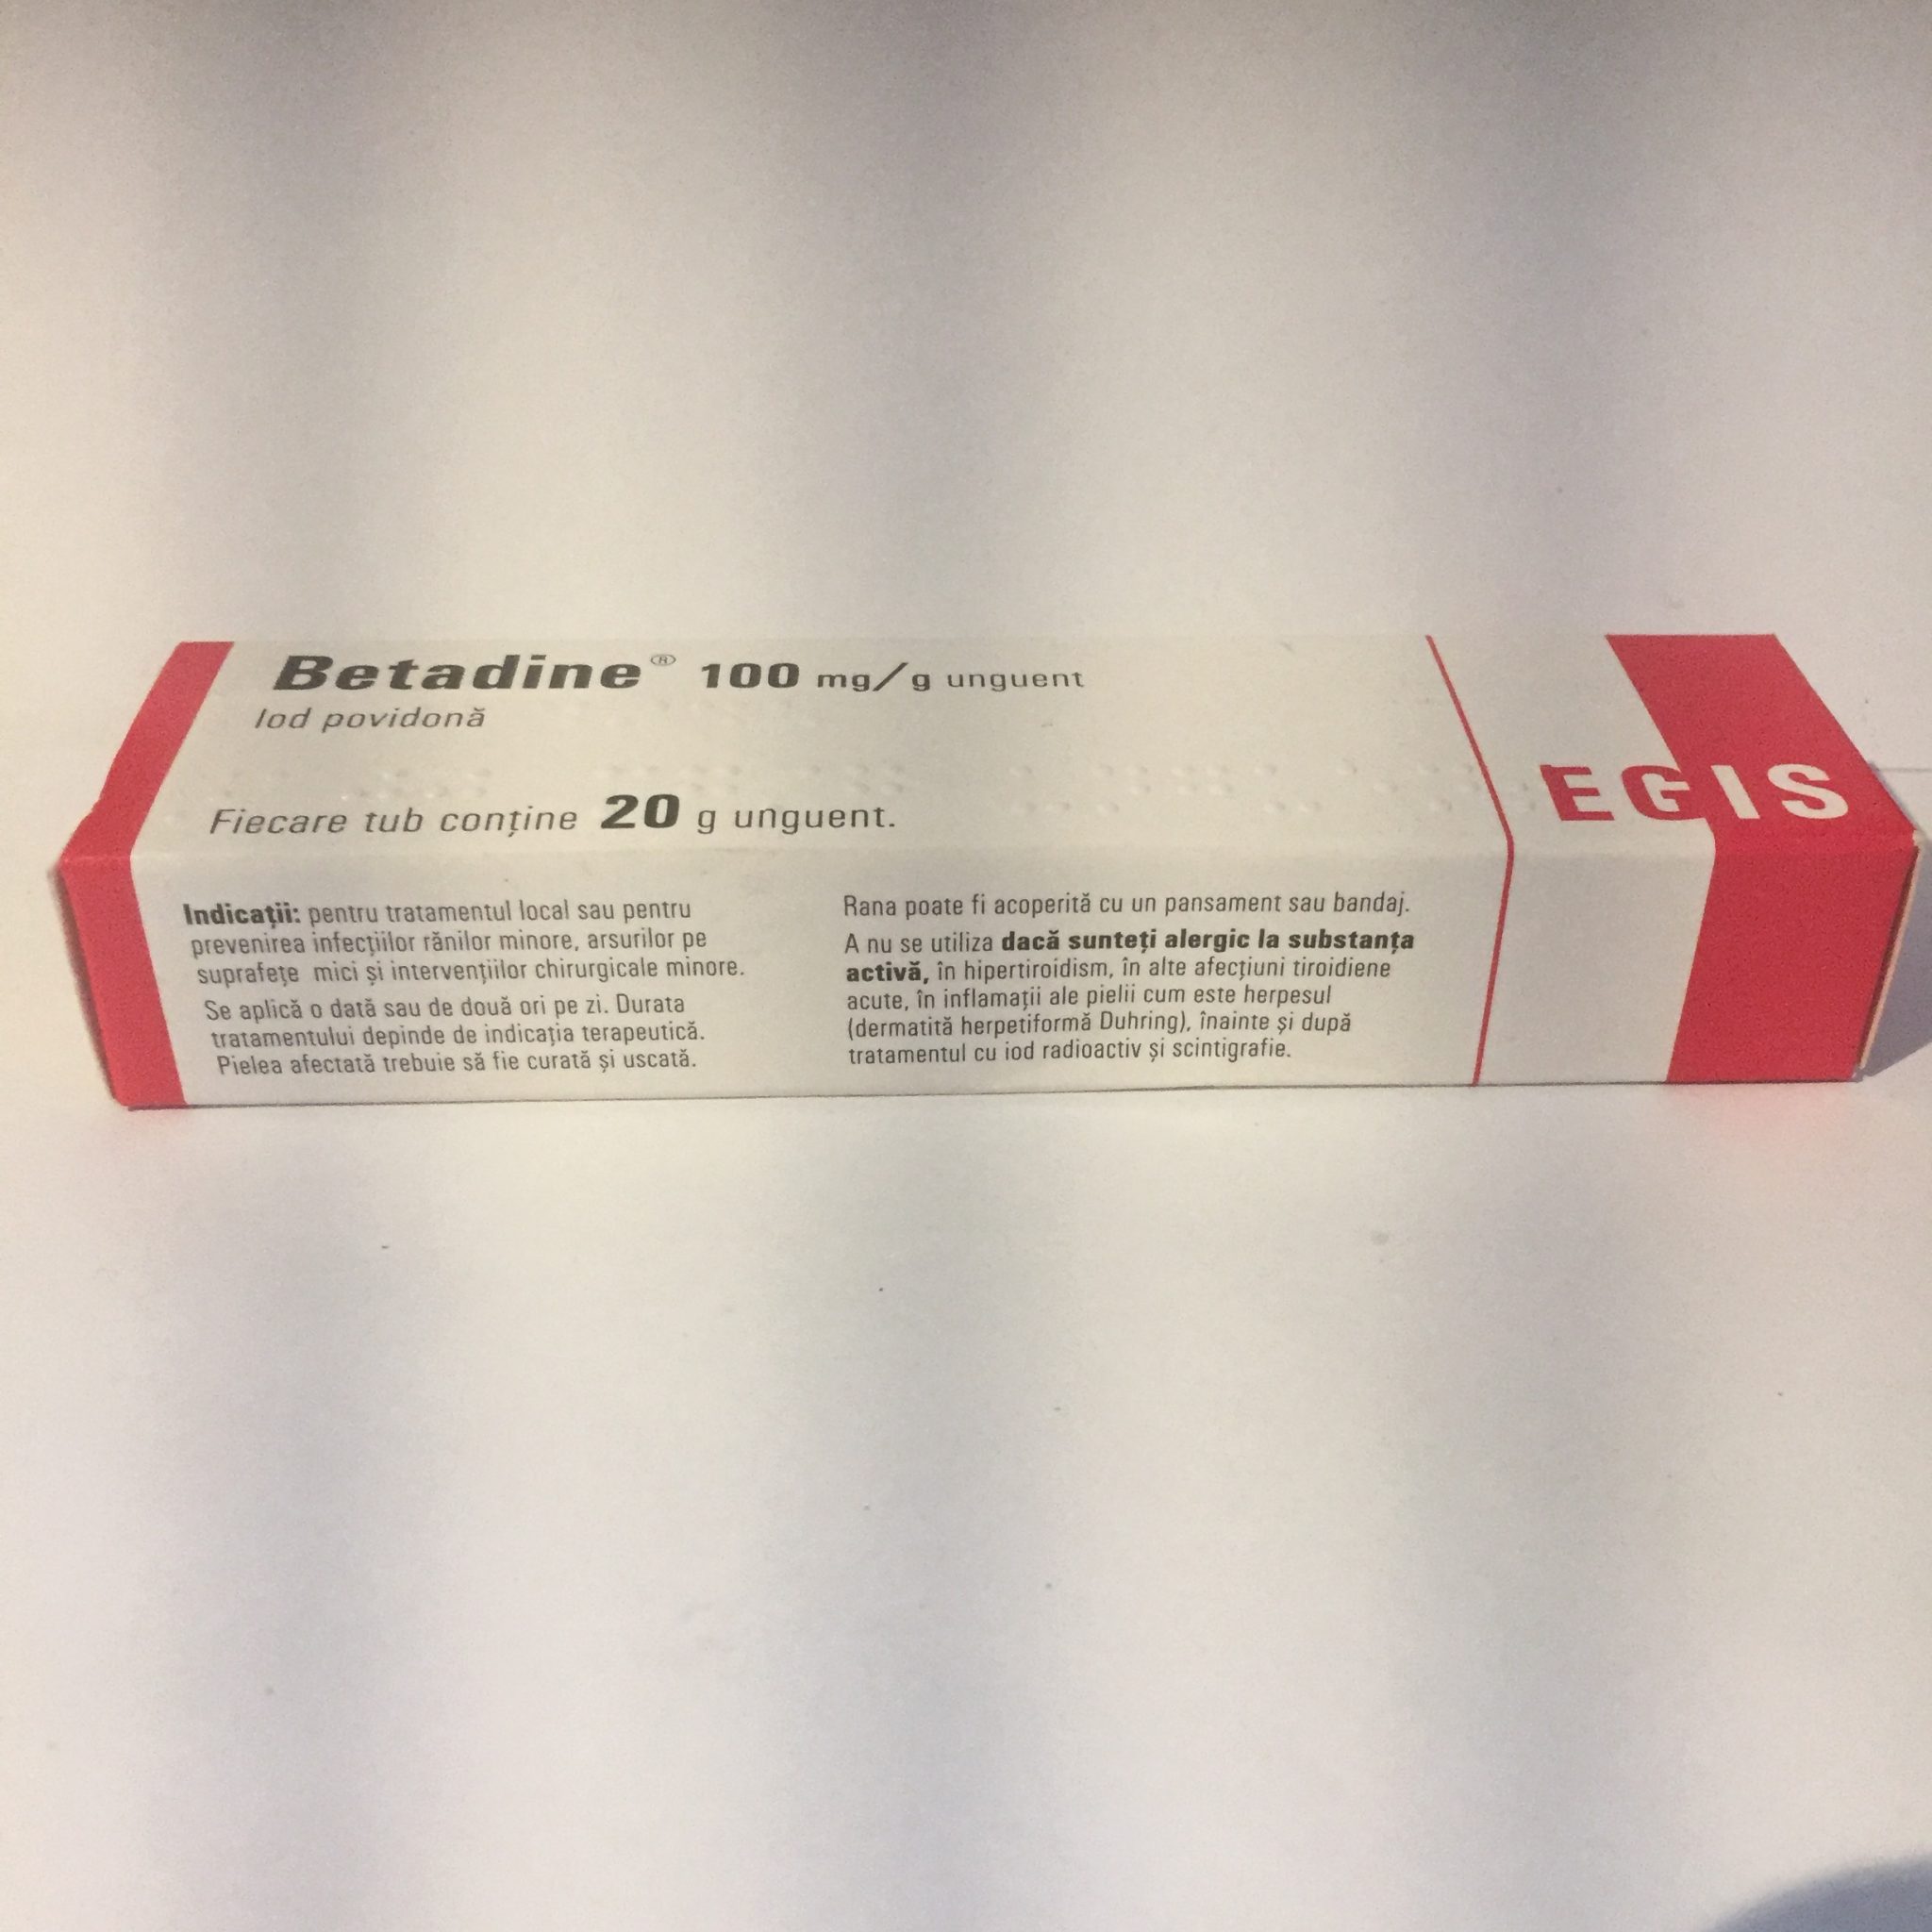 Betadine® 100 mg/g unguent
Iod povidonă
Fiecare tub conține 20 g unguent.
EGIS
Indicații: pentru tratamentul local sau pentru
prevenirea infecțiilor rănilor minore, arsurilor pe
suprafețe mici și intervențiilor chirurgicale minore.
Se aplică o dată sau de două ori pe zi. Durata
tratamentului depinde de indicația terapeutică.
Pielea afectată trebuie să fie curată și uscată.
Rana poate fi acoperită cu un pansament sau bandaj.
A nu se utiliza dacă sunteți alergic la substanța
activă, în hipertiroidism, în alte afecțiuni tiroidiene
acute, în inflamații ale pielii cum este herpesul
(dermatită herpetiformă Duhring), înainte și după
tratamentul cu iod radioactiv și scintigrafie.